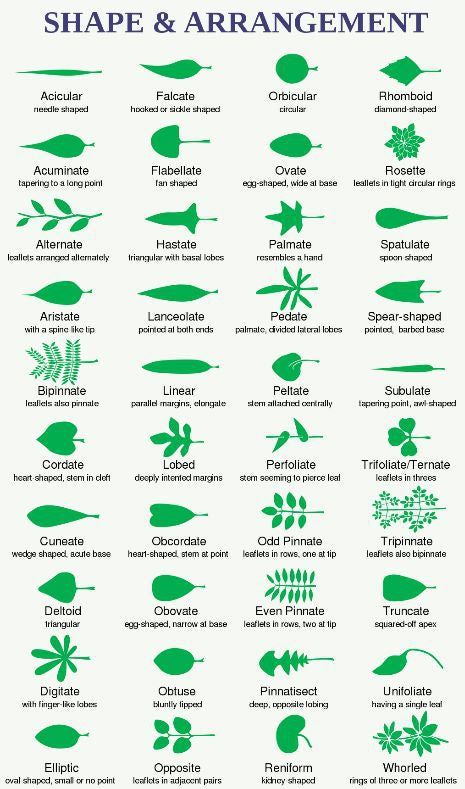 SHAPE & ARRANGEMENT
Acicular
needle shaped
Falcate
hooked or sickle shaped
Orbicular
circular
Rhomboid
diamond-shaped
Acuminate
tapering to a long point
Flabellate
fan shaped
Ovate
egg-shaped, wide at base
Rosette
leaflets in tight circular rings
Alternate
leaflets arranged alternately
Hastate
triangular with basal lobes
Palmate
resembles a hand
Spatulate
spoon shaped
Aristate
with a spine like tip
Lanceolate
pointed at both ends
Pedate
palmate, divided lateral lobes
Spear-shaped
pointed, barbed base
Bipinnate
leaflets also pinnate
Linear
parallel margins, elongate
Peltate
stem attached centrally
Subulate
tapering point, awl-shaped
Cordate
heart-shaped, stem in cleft
Lobed
deeply intented margins
Perfoliate
stem seeming to pierce leaf
Trifoliate/Ternate
leaflets in threes
Cuneate
wedge shaped, acute base
Obcordate
heart-shaped, stem at point
Odd Pinnate
leaflets in rows, one at tip
Tripinnate
leaflets also bipinnate
Deltoid
triangular
Obovate
egg-shaped, narrow at base
Even Pinnate
leaflets in rows, two at tip
Truncate
squared-off apex
Digitate
with finger-like lobes
Obtuse
bluntly tipped
Pinnatisect
deep, opposite lobing
Unifoliate
having a single leaf
Elliptic
oval shaped, small or no point
Opposite
leaflets in adjacent pairs
Reniform
kidney shaped
Whorled
rings of three or more leaflets